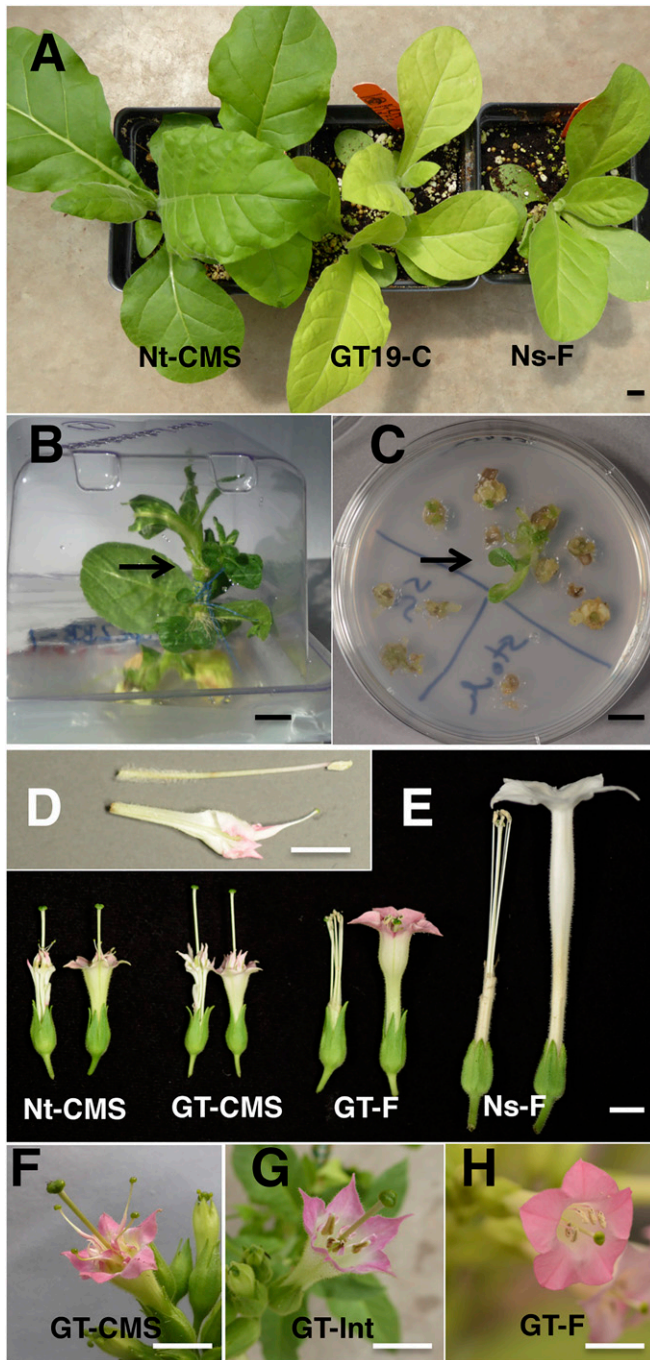 A
Nt-CMS GT19-C Ns-F
B C
D E
Nt-CMS GT-CMS GT-F Ns-F
F G H
GT-CMS GT-Int GT-F